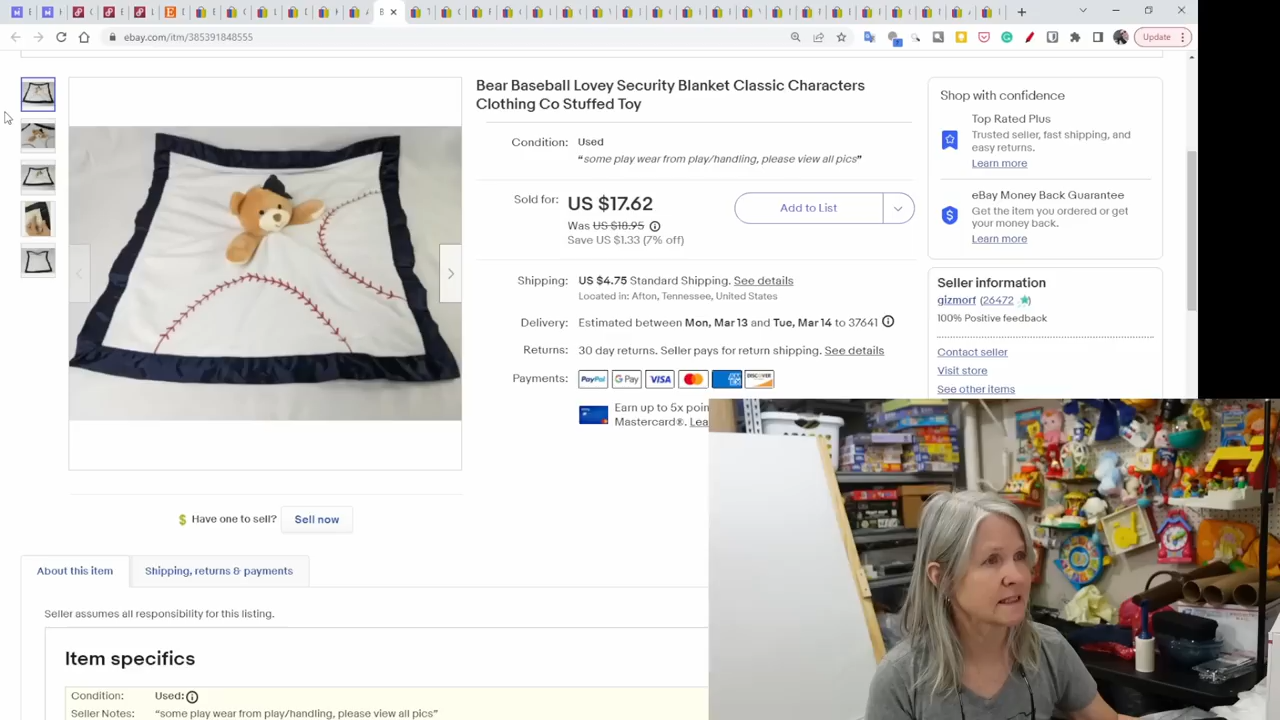 Update
ebay.com/itm/385391848555
Bear Baseball Lovey Security Blanket Classic Characters
Clothing Co Stuffed Toy
Condition: Used
“some play wear from play/handling, please view all pics”
Sold for: US $17.62
Was US $18.95
Save US $1.33 (7% off)
Add to List
Shipping: US $4.75 Standard Shipping. See details
Located in: Afton, Tennessee, United States
Delivery: Estimated between Mon, Mar 13 and Tue, Mar 14 to 37641
Returns: 30 day returns. Seller pays for return shipping. See details
Payments: PayPal G Pay VISA mastercard DISCOVER
Earn up to 5x poin
Mastercard®. Lea
Shop with confidence
Top Rated Plus
Trusted seller, fast shipping, and
easy returns.
Learn more
eBay Money Back Guarantee
Get the item you ordered or get
your money back.
Learn more
Seller information
gizmorf (26472)
100% Positive feedback
Contact seller
Visit store
See other items
Have one to sell? Sell now
About this item
Shipping, returns & payments
Seller assumes all responsibility for this listing.
Item specifics
Condition: Used:
Seller Notes: “some play wear from play/handling, please view all pics”